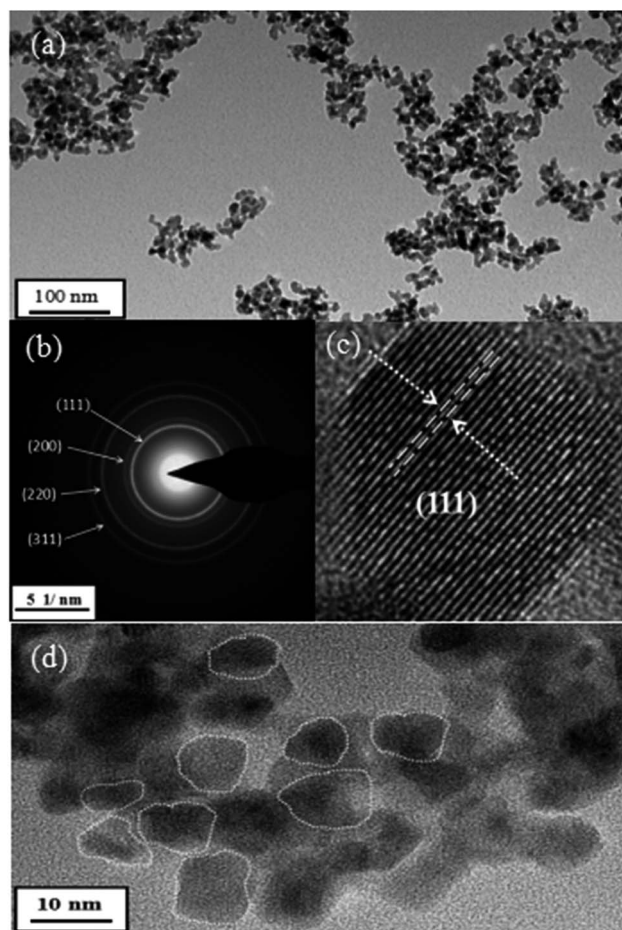 (a)
100 nm
(b)
(111)
(200)
(220)
(311)
5 1/nm
(c)
(111)
(d)
10 nm